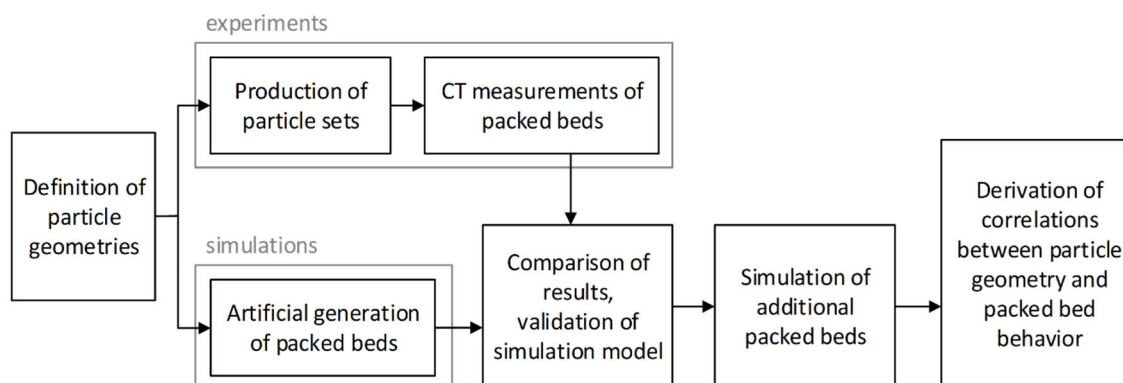 experiments
Production of
particle sets
CT measurements of
packed beds
Definition of
particle
geometries
simulations
Artificial generation
of packed beds
Comparison of
results,
validation of
simulation model
Simulation of
additional
packed beds
Derivation of
correlations
between particle
geometry and
packed bed
behavior